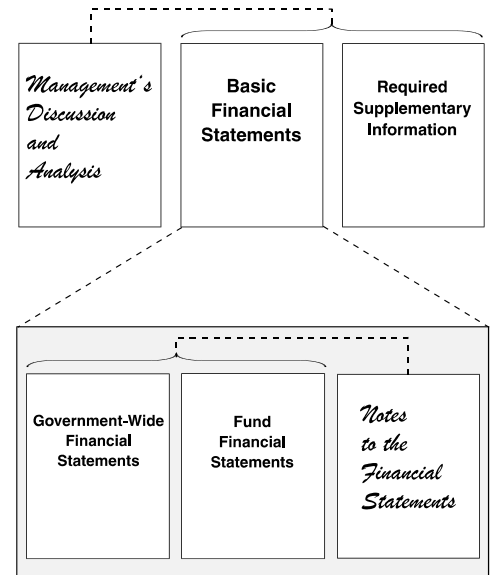 Management's
Discussion
and
Analysis
Basic
Financial
Statements
Required
Supplementary
Information
Government-Wide
Financial
Statements
Fund
Financial
Statements
Notes
to the
Financial
Statements